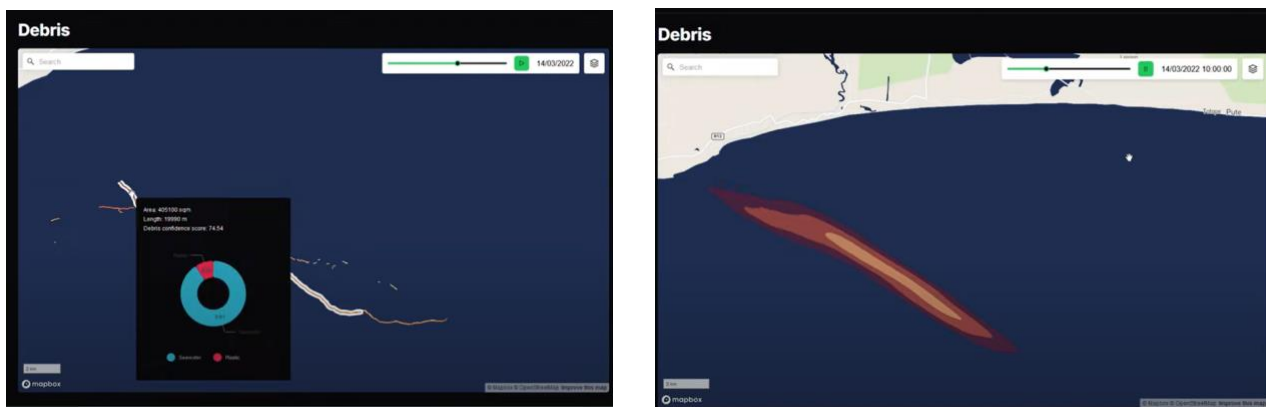 Debris
Search
14/03/2022
Area: 405100 sqm
Length: 19990 m
Debris confidence score: 74.54
Seawater
Plastic
mapbox
© Mapbox © OpenStreetMap Improve this map
Debris
Search
14/03/2022 10:00:00
Pute
mapbox
© Mapbox © OpenStreetMap Improve this map